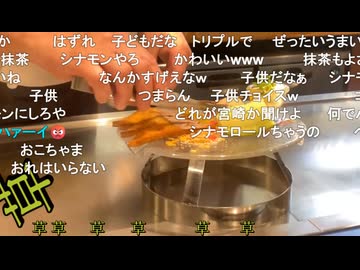 か はずれ 子どもだな トリプルで ぜったいうまい
抹茶 シナモンやろ かわいいwww 抹茶もよさ
いね なんかすげえなw 子供だなぁ シナ
子供 つまらん 子供チョイスw
ンにしろや どれが宮崎か聞けよ 何でん
ハァーイ シナモロールちゃうの
おこちゃま
おれはいらない
草 草 草 草 草 草